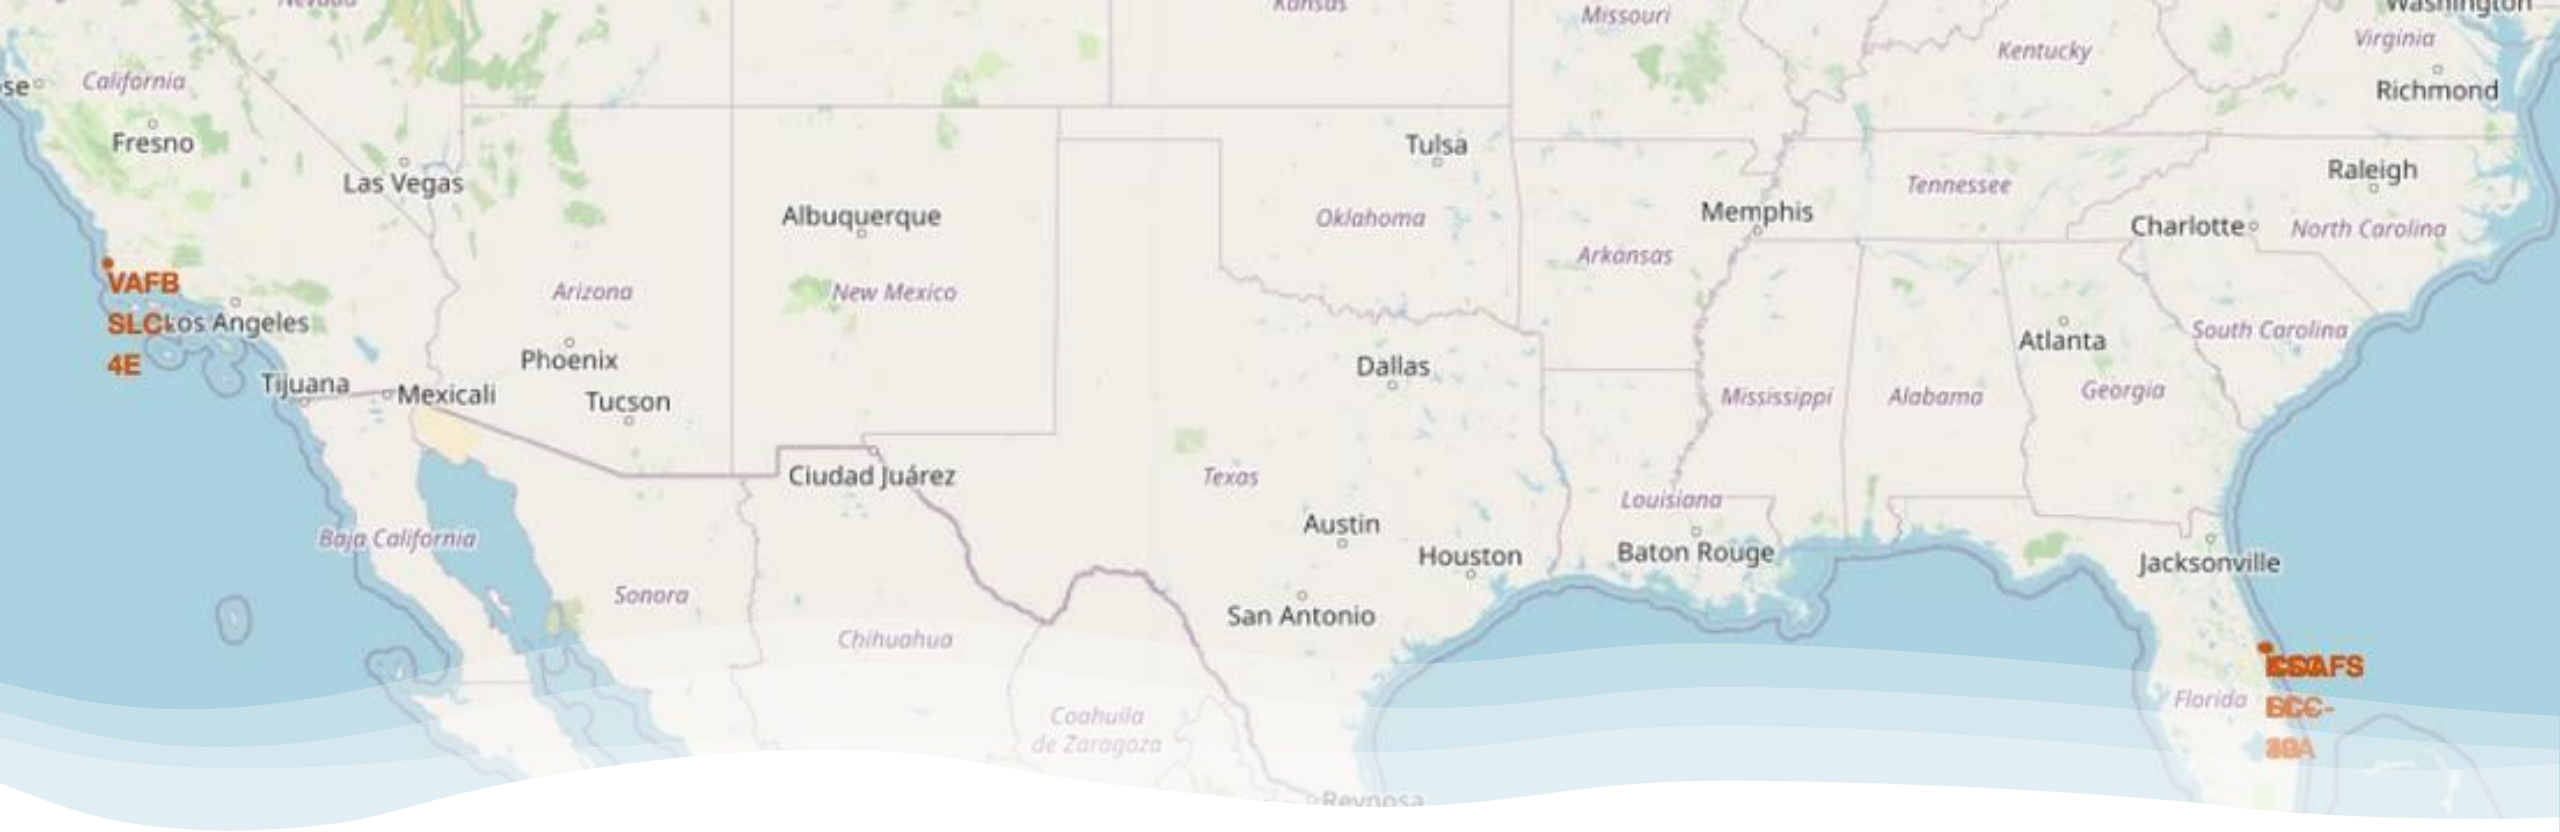 Nevada
Kansas
Missouri
Washington
Kentucky
Virginia
se
California
Richmond
Fresno
Tulsa
Las Vegas
Raleigh
Tennessee
Albuquerque
Oklahoma
Memphis
Charlotte
North Carolina
Arkansas
VAFB
SLC
4E
Los Angeles
Arizona
New Mexico
Atlanta
South Carolina
Phoenix
Dallas
Tijuana
Mexicali
Tucson
Mississippi
Alabama
Georgia
Ciudad Juárez
Texas
Louisiana
Austin
Baja California
Houston
Baton Rouge
Jacksonville
Sonora
San Antonio
Chihuahua
Florida
Coahuila
de Zaragoza
Reynosa